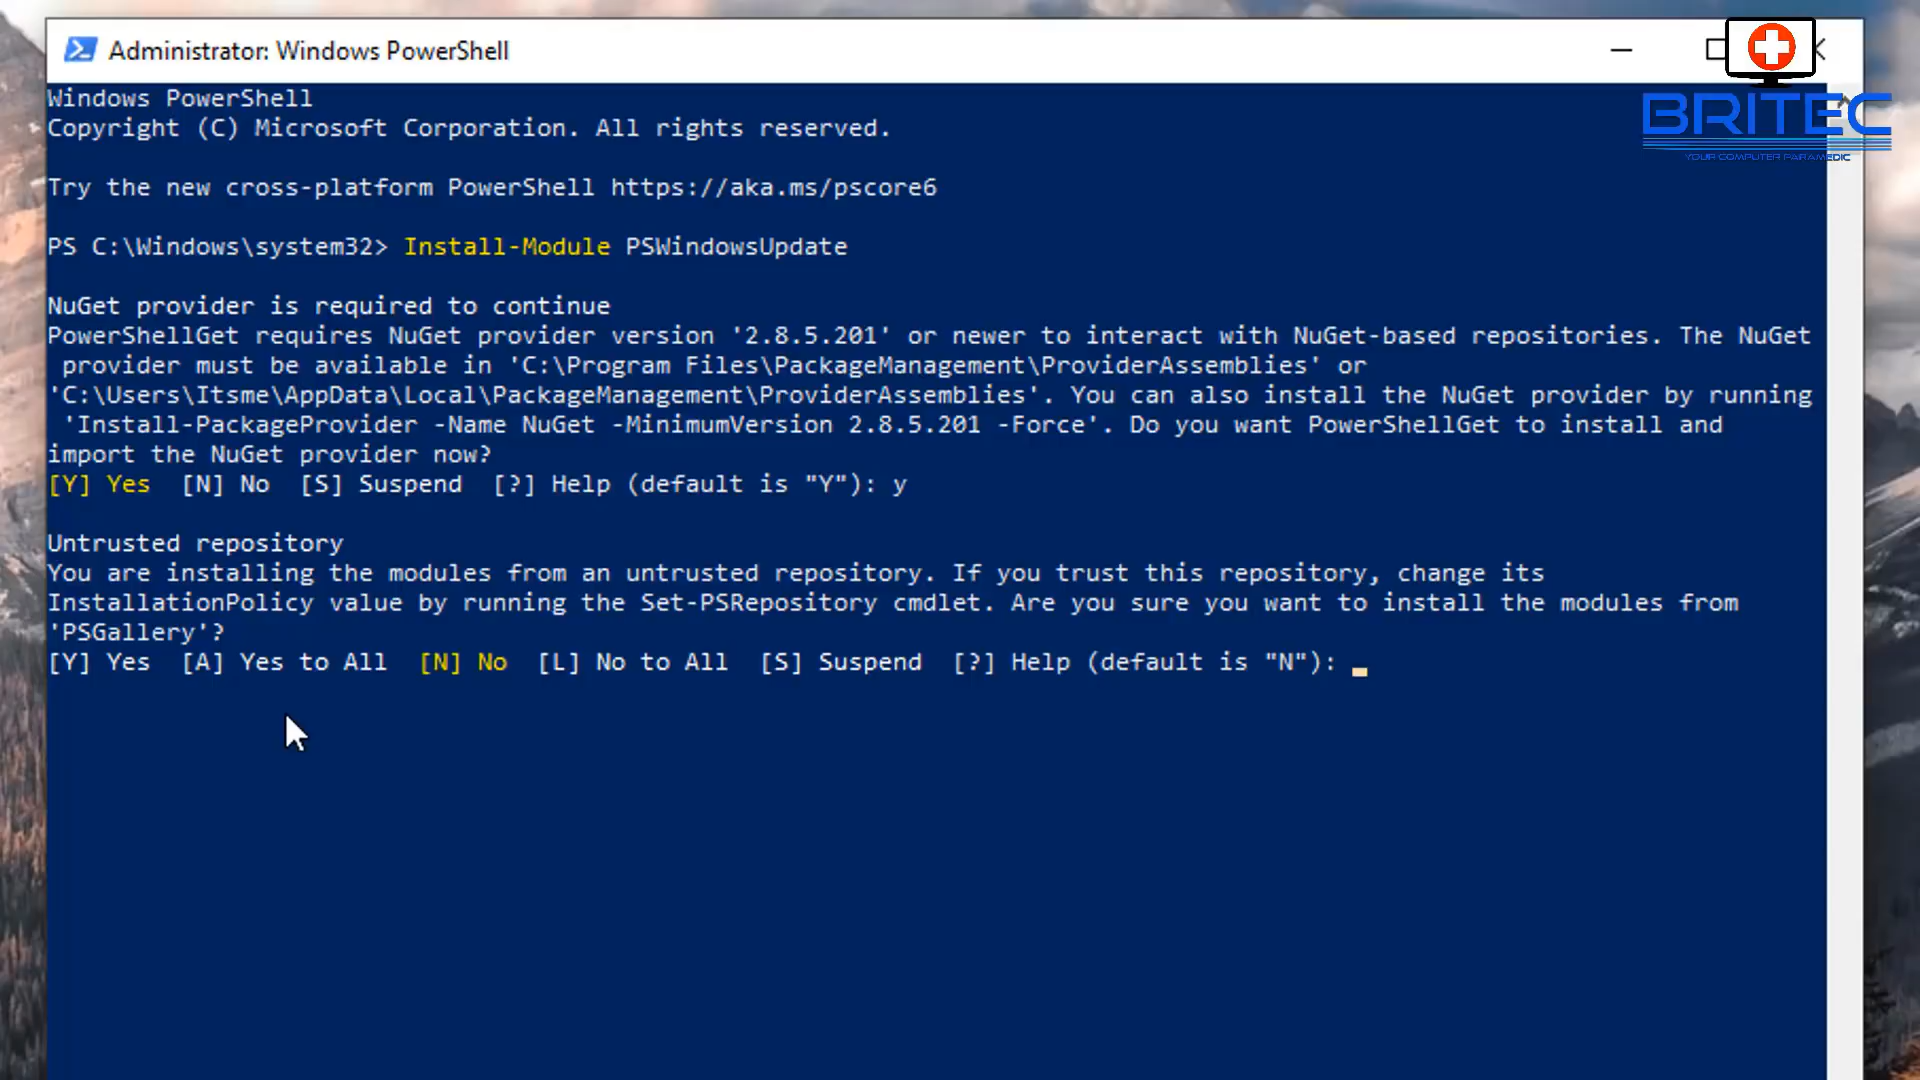 Administrator: Windows PowerShell
BRITEC
YOUR COMPUTER PARAMEDIC
Windows PowerShell
Copyright (C) Microsoft Corporation. All rights reserved.
Try the new cross-platform PowerShell https://aka.ms/pscore6
PS C:\Windows\system32> Install-Module PSWindowsUpdate
NuGet provider is required to continue
PowerShellGet requires NuGet provider version '2.8.5.201' or newer to interact with NuGet-based repositories. The NuGet
provider must be available in 'C:\Program Files\PackageManagement\ProviderAssemblies' or
'C:\Users\Itsme\AppData\Local\PackageManagement\ProviderAssemblies'. You can also install the NuGet provider by running
'Install-PackageProvider -Name NuGet -MinimumVersion 2.8.5.201 -Force'. Do you want PowerShellGet to install and
import the NuGet provider now?
[Y] Yes  [N] No  [S] Suspend  [?] Help (default is "Y"): y
Untrusted repository
You are installing the modules from an untrusted repository. If you trust this repository, change its
InstallationPolicy value by running the Set-PSRepository cmdlet. Are you sure you want to install the modules from
'PSGallery'?
[Y] Yes  [A] Yes to All  [N] No  [L] No to All  [S] Suspend  [?] Help (default is "N"):